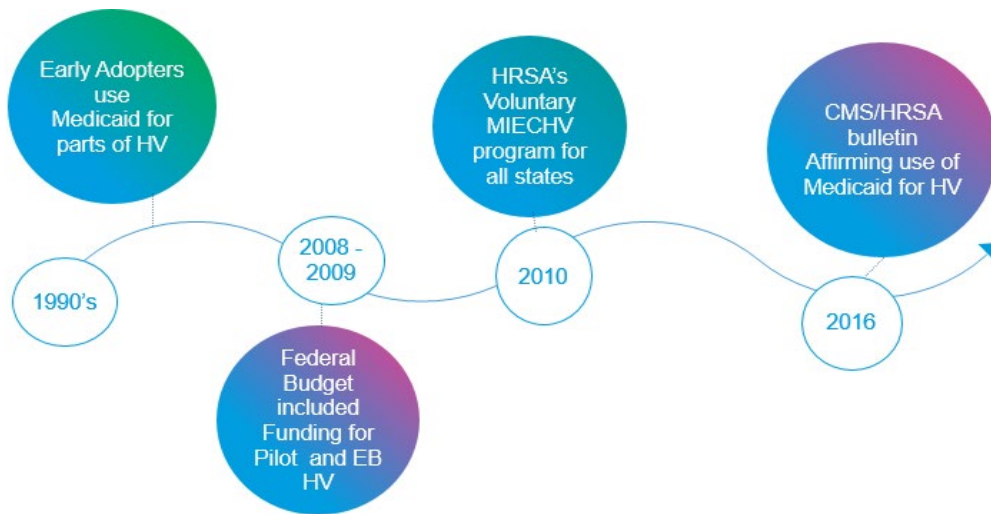 Early Adopters
use
Medicaid for
parts of HV
1990's
2008 -
2009
Federal
Budget
included
Funding for
Pilot and EB
HV
HRSA's
Voluntary
MIECHV
program for
all states
2010
CMS/HRSA
bulletin
Affirming use of
Medicaid for HV
2016